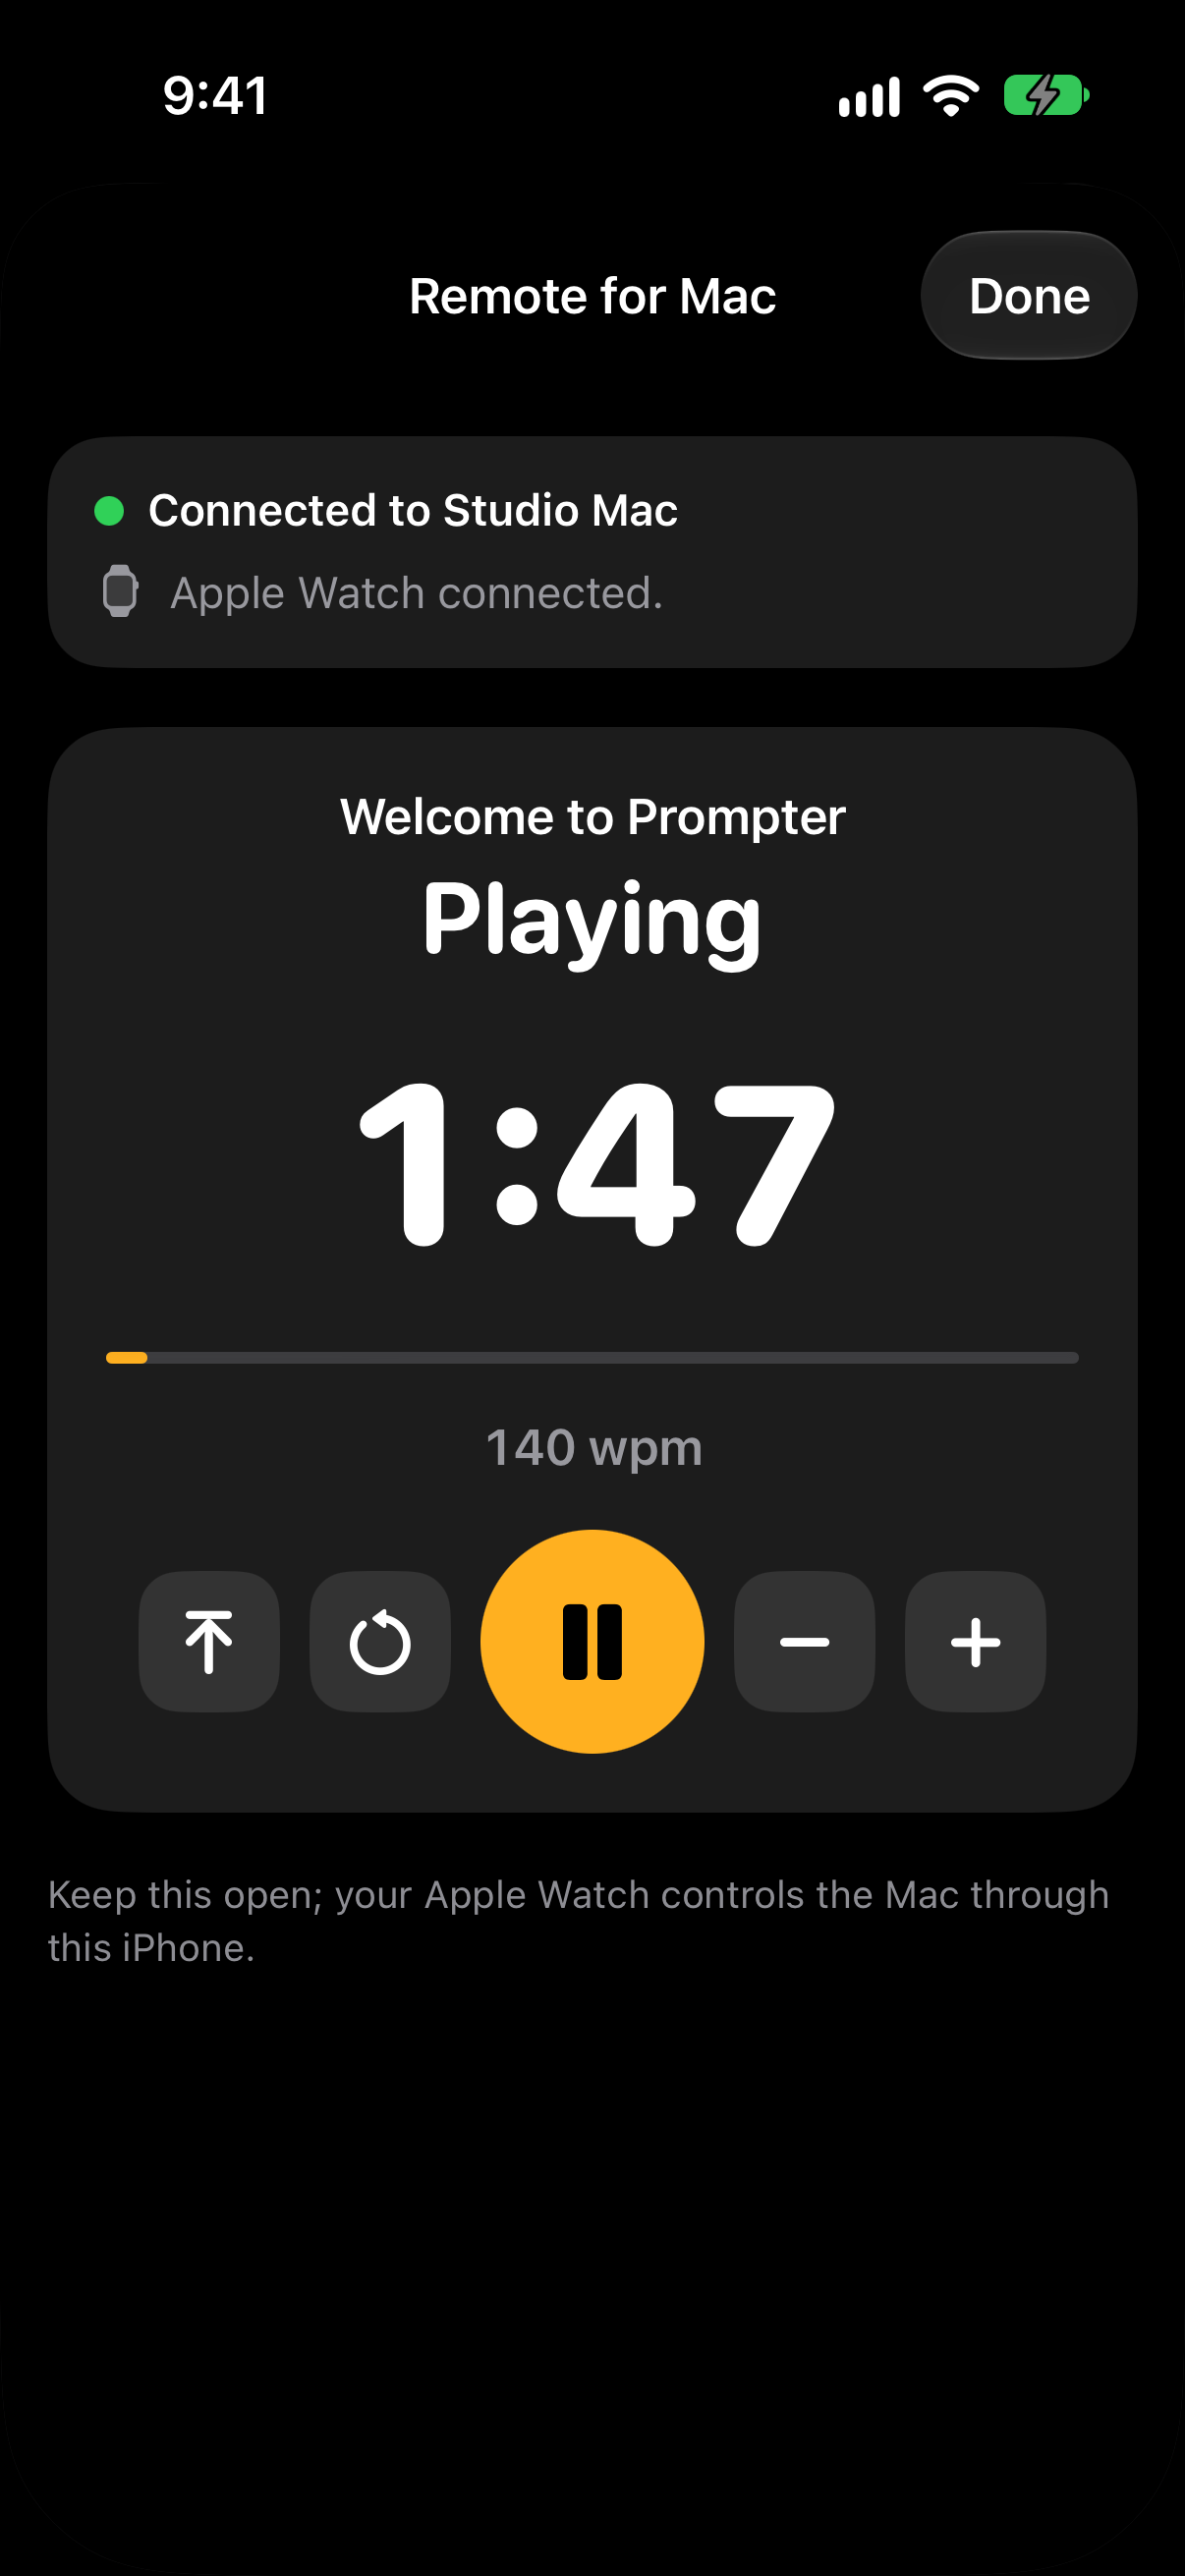 9:41
Remote for Mac
Done
Connected to Studio Mac
Apple Watch connected.
Welcome to Prompter
Playing
1:47
140 wpm
Keep this open; your Apple Watch controls the Mac through
this iPhone.